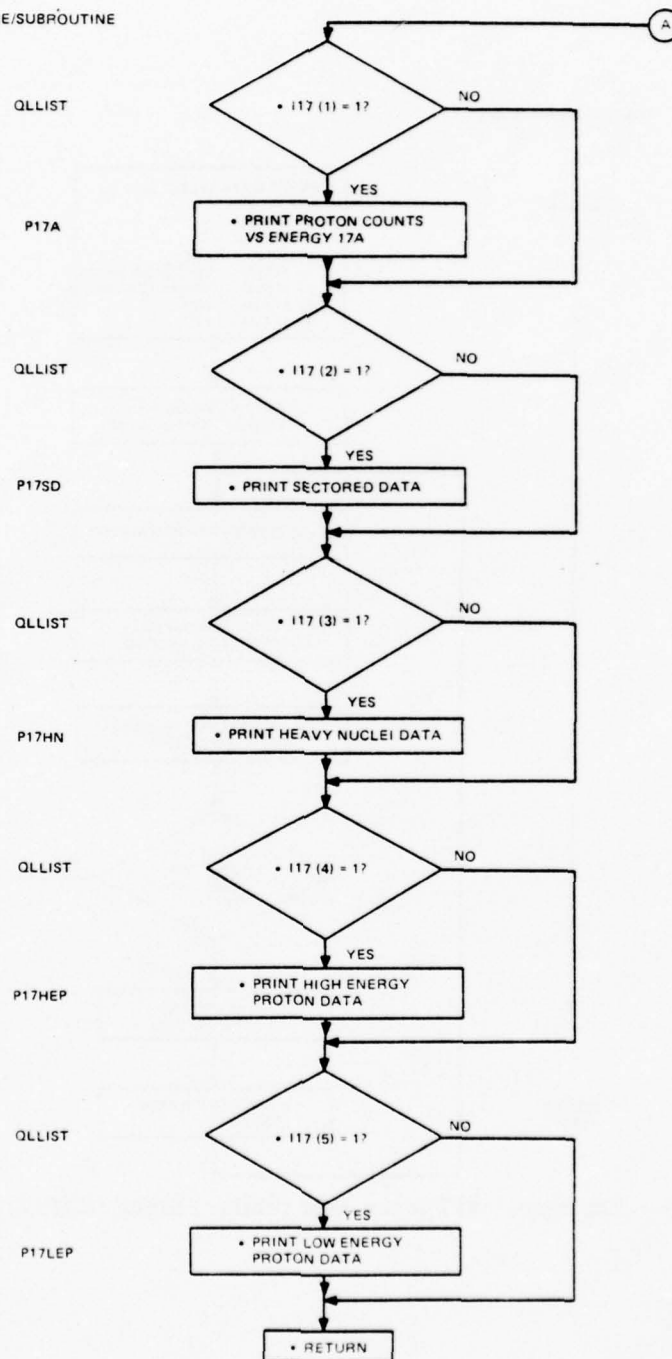 E/SUBROUTINE
A
QLLIST
• I17 (1) = 1?
NO
YES
P17A
• PRINT PROTON COUNTS
VS ENERGY 17A
QLLIST
• I17 (2) = 1?
NO
YES
P17SD
• PRINT SECTORED DATA
QLLIST
• I17 (3) = 1?
NO
YES
P17HN
• PRINT HEAVY NUCLEI DATA
QLLIST
• I17 (4) = 1?
NO
YES
P17HEP
• PRINT HIGH ENERGY
PROTON DATA
QLLIST
• I17 (5) = 1?
NO
YES
P17LEP
• PRINT LOW ENERGY
PROTON DATA
• RETURN